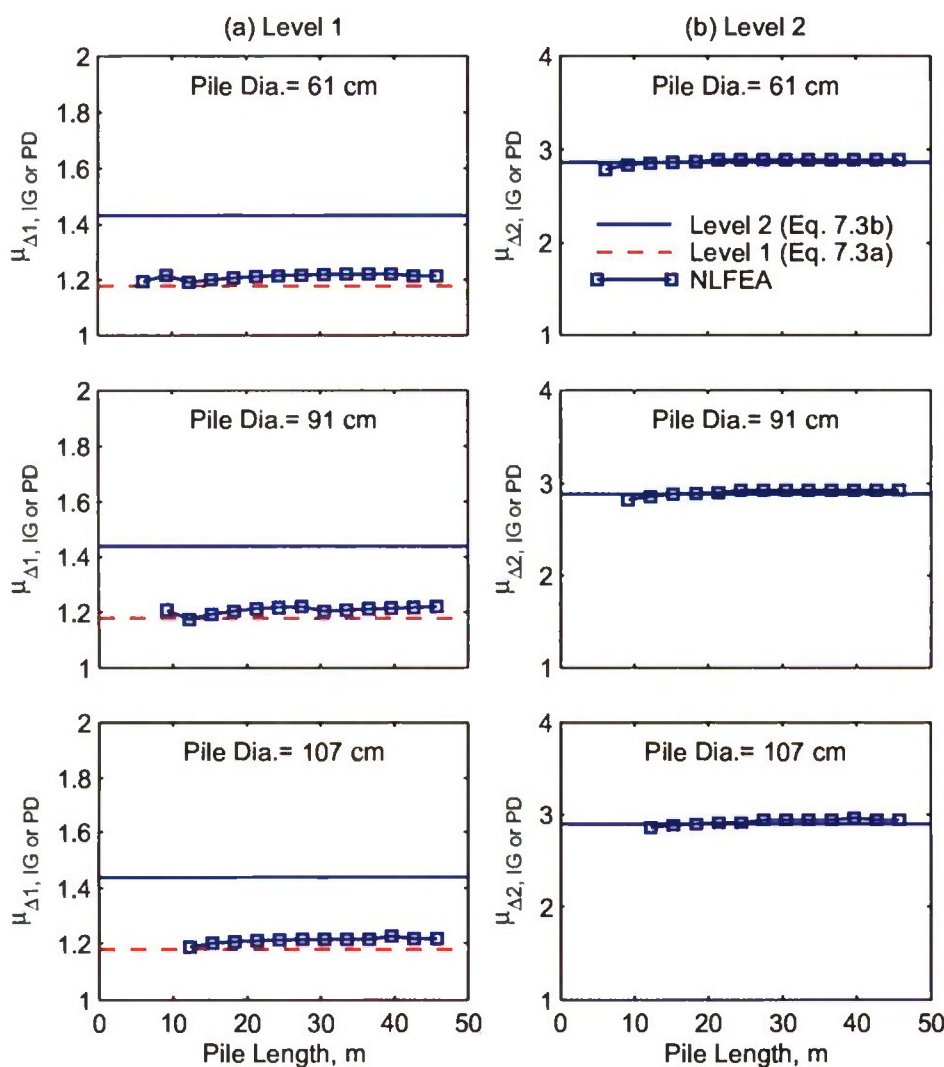 (a) Level 1
(b) Level 2
Pile Dia.= 61 cm
2
1.8
1.6
1.4
1.2
1
μΔ1, IG or PD
Pile Dia.= 61 cm
4
3
2
1
μΔ2, IG or PD
Level 2 (Eq. 7.3b)
Level 1 (Eq. 7.3a)
NLFEA
Pile Dia.= 91 cm
2
1.8
1.6
1.4
1.2
1
μΔ1, IG or PD
Pile Dia.= 91 cm
4
3
2
1
μΔ2, IG or PD
Pile Dia.= 107 cm
2
1.8
1.6
1.4
1.2
1
μΔ1, IG or PD
0 10 20 30 40 50
Pile Length, m
Pile Dia.= 107 cm
4
3
2
1
μΔ2, IG or PD
0 10 20 30 40 50
Pile Length, m